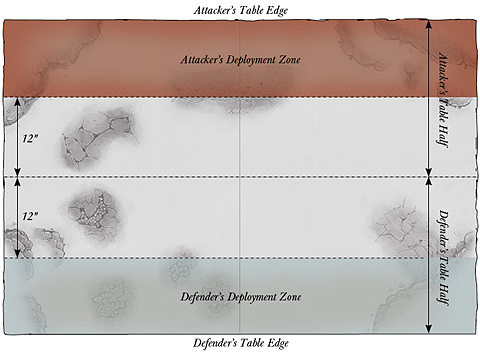 Attacker's Table Edge
Attacker's Deployment Zone
Attacker's Table Half
12"
12"
Defender's Table Half
Defender's Deployment Zone
Defender's Table Edge